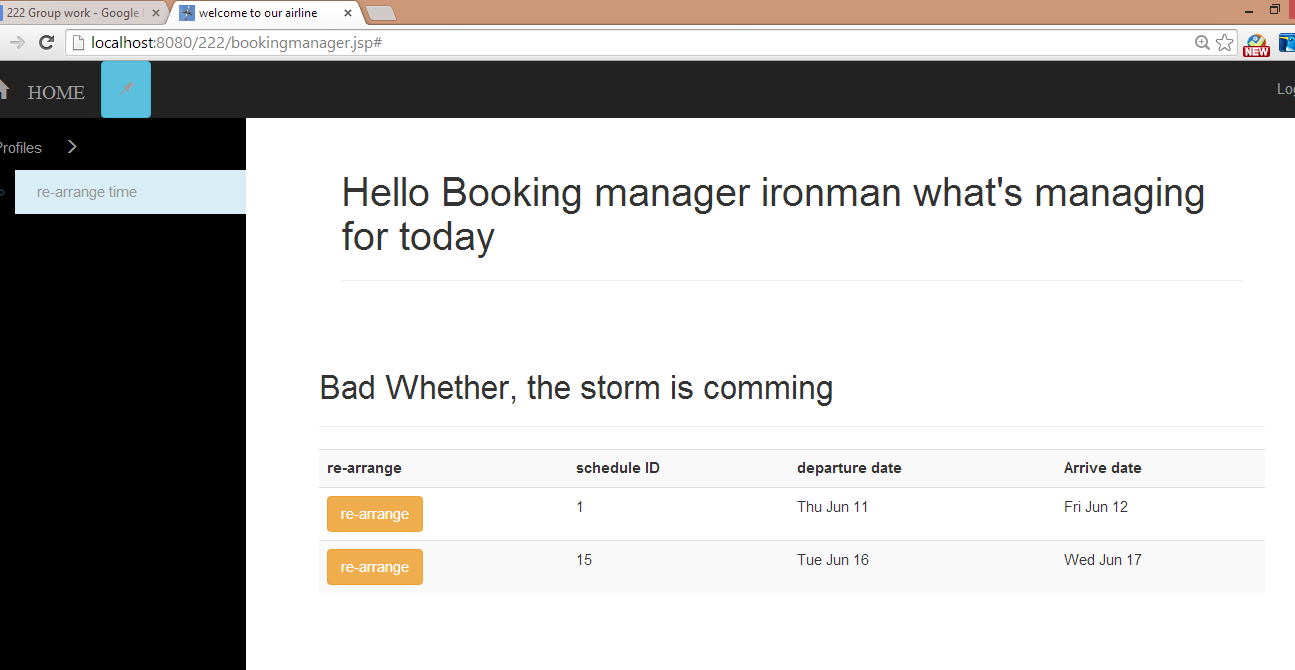 222 Group work - Google
welcome to our airline
localhost:8080/222/bookingmanager.jsp#
NEW
HOME
Profiles
re-arrange time
Hello Booking manager ironman what's managing
for today
Bad Whether, the storm is comming
re-arrange schedule ID departure date Arrive date
re-arrange 1 Thu Jun 11 Fri Jun 12
re-arrange 15 Tue Jun 16 Wed Jun 17